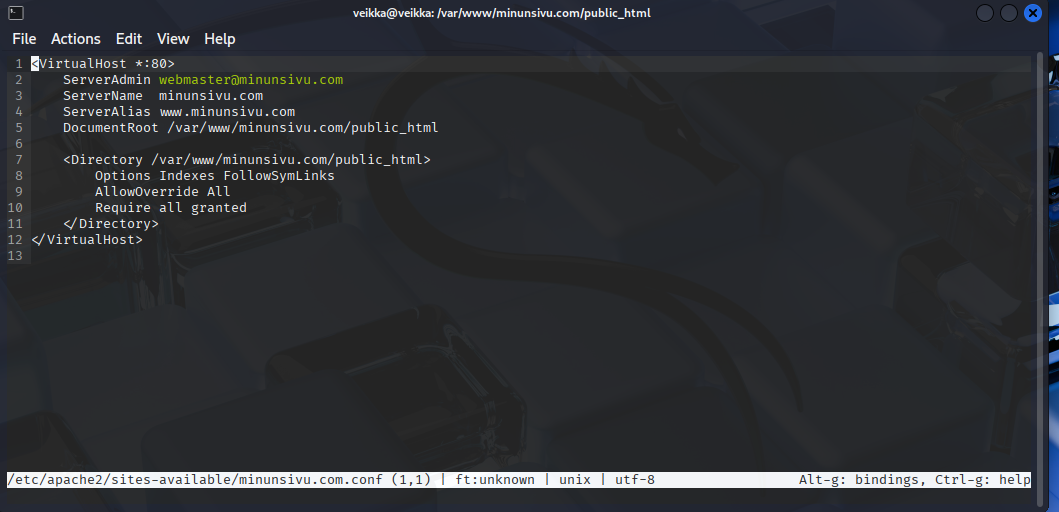 veikka@veikka: /var/www/minunsivu.com/public_html
File Actions Edit View Help
1 <VirtualHost *:80>
2 ServerAdmin webmaster@minunsivu.com
3 ServerName minunsivu.com
4 ServerAlias www.minunsivu.com
5 DocumentRoot /var/www/minunsivu.com/public_html
6
7 <Directory /var/www/minunsivu.com/public_html>
8 Options Indexes FollowSymLinks
9 AllowOverride All
10 Require all granted
11 </Directory>
12 </VirtualHost>
13
/etc/apache2/sites-available/minunsivu.com.conf (1,1) | ft:unknown | unix | utf-8 Alt-g: bindings, Ctrl-g: help